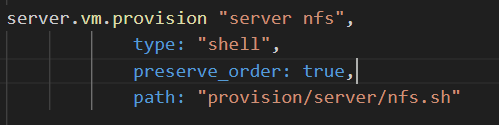 server.vm.provision "server nfs",
type: "shell",
preserve_order: true,
path: "provision/server/nfs.sh"